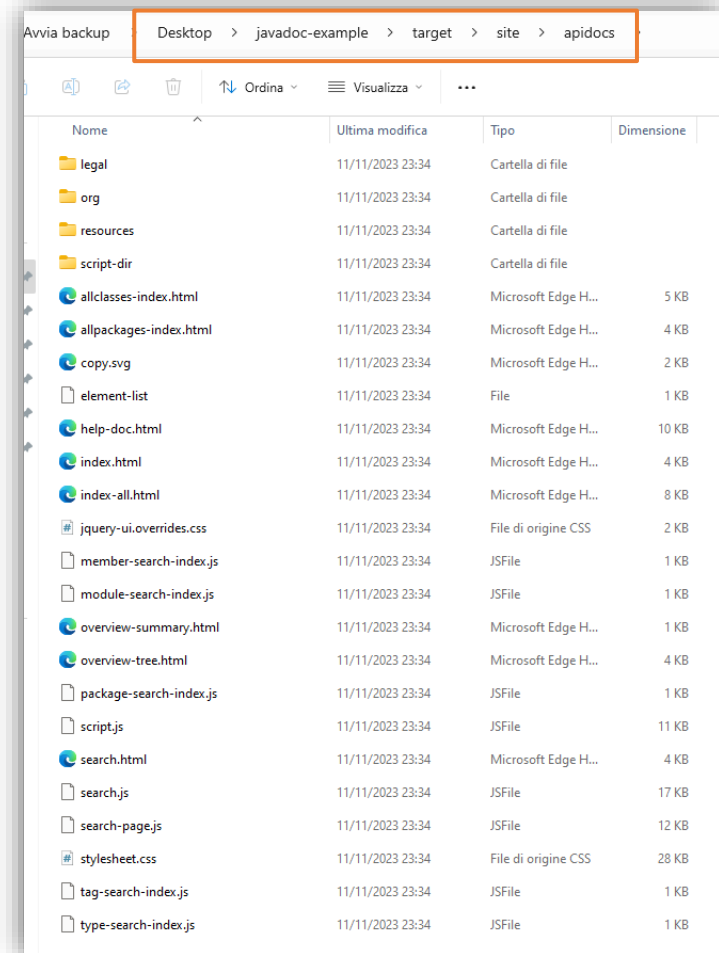 Avvia backup > Desktop > javadoc-example > target > site > apidocs
Ordina Visualizza ...
Nome Ultima modifica Tipo Dimensione
legal 11/11/2023 23:34 Cartella di file
org 11/11/2023 23:34 Cartella di file
resources 11/11/2023 23:34 Cartella di file
script-dir 11/11/2023 23:34 Cartella di file
allclasses-index.html 11/11/2023 23:34 Microsoft Edge H... 5 KB
allpackages-index.html 11/11/2023 23:34 Microsoft Edge H... 4 KB
copy.svg 11/11/2023 23:34 Microsoft Edge H... 2 KB
element-list 11/11/2023 23:34 File 1 KB
help-doc.html 11/11/2023 23:34 Microsoft Edge H... 10 KB
index.html 11/11/2023 23:34 Microsoft Edge H... 4 KB
index-all.html 11/11/2023 23:34 Microsoft Edge H... 8 KB
jquery-ui.overrides.css 11/11/2023 23:34 File di origine CSS 2 KB
member-search-index.js 11/11/2023 23:34 JSFile 1 KB
module-search-index.js 11/11/2023 23:34 JSFile 1 KB
overview-summary.html 11/11/2023 23:34 Microsoft Edge H... 1 KB
overview-tree.html 11/11/2023 23:34 Microsoft Edge H... 4 KB
package-search-index.js 11/11/2023 23:34 JSFile 1 KB
script.js 11/11/2023 23:34 JSFile 11 KB
search.html 11/11/2023 23:34 Microsoft Edge H... 4 KB
search.js 11/11/2023 23:34 JSFile 17 KB
search-page.js 11/11/2023 23:34 JSFile 12 KB
stylesheet.css 11/11/2023 23:34 File di origine CSS 28 KB
tag-search-index.js 11/11/2023 23:34 JSFile 1 KB
type-search-index.js 11/11/2023 23:34 JSFile 1 KB